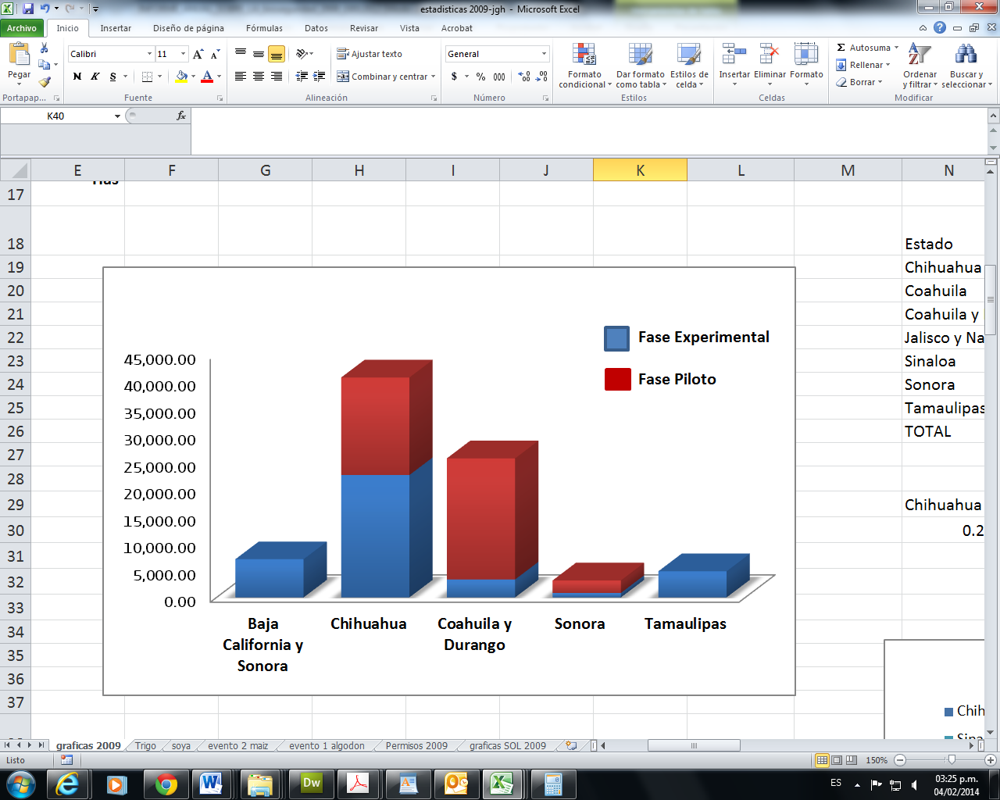 estadisticas 2009-jgh - Microsoft Excel
Archivo Inicio Insertar Diseño de página Fórmulas Datos Revisar Vista Acrobat
Pegar
Calibri 11
N K S
Ajustar texto
Combinar y centrar
General
$ % 000
Formato condicional
Dar formato como tabla
Estilos de celda
Insertar Eliminar Formato
Σ Autosuma
Rellenar
Borrar
Ordenar y filtrar
Buscar y seleccionar
Portapap... Fuente Alineación Número Estilos Celdas Modificar
K40 fx
E F G H I J K L M N
17 Has
18 Estado
19 Chihuahua
20 Coahuila
21 Coahuila y
22 Jalisco y Na
23 Sinaloa
24 Sonora
25 Tamaulipas
26 TOTAL
27
28
29 Chihuahua
30 0.2
31
32
33
34
35
36
37
Fase Experimental
Fase Piloto
45,000.00
40,000.00
35,000.00
30,000.00
25,000.00
20,000.00
15,000.00
10,000.00
5,000.00
0.00
Baja California y Sonora
Chihuahua
Coahuila y Durango
Sonora
Tamaulipas
Chih
Sina
graficas 2009 Trigo soya evento 2 maiz evento 1 algodon Permisos 2009 graficas SOL 2009
Listo 150%
Dw
ES 03:25 p.m.
04/02/2014